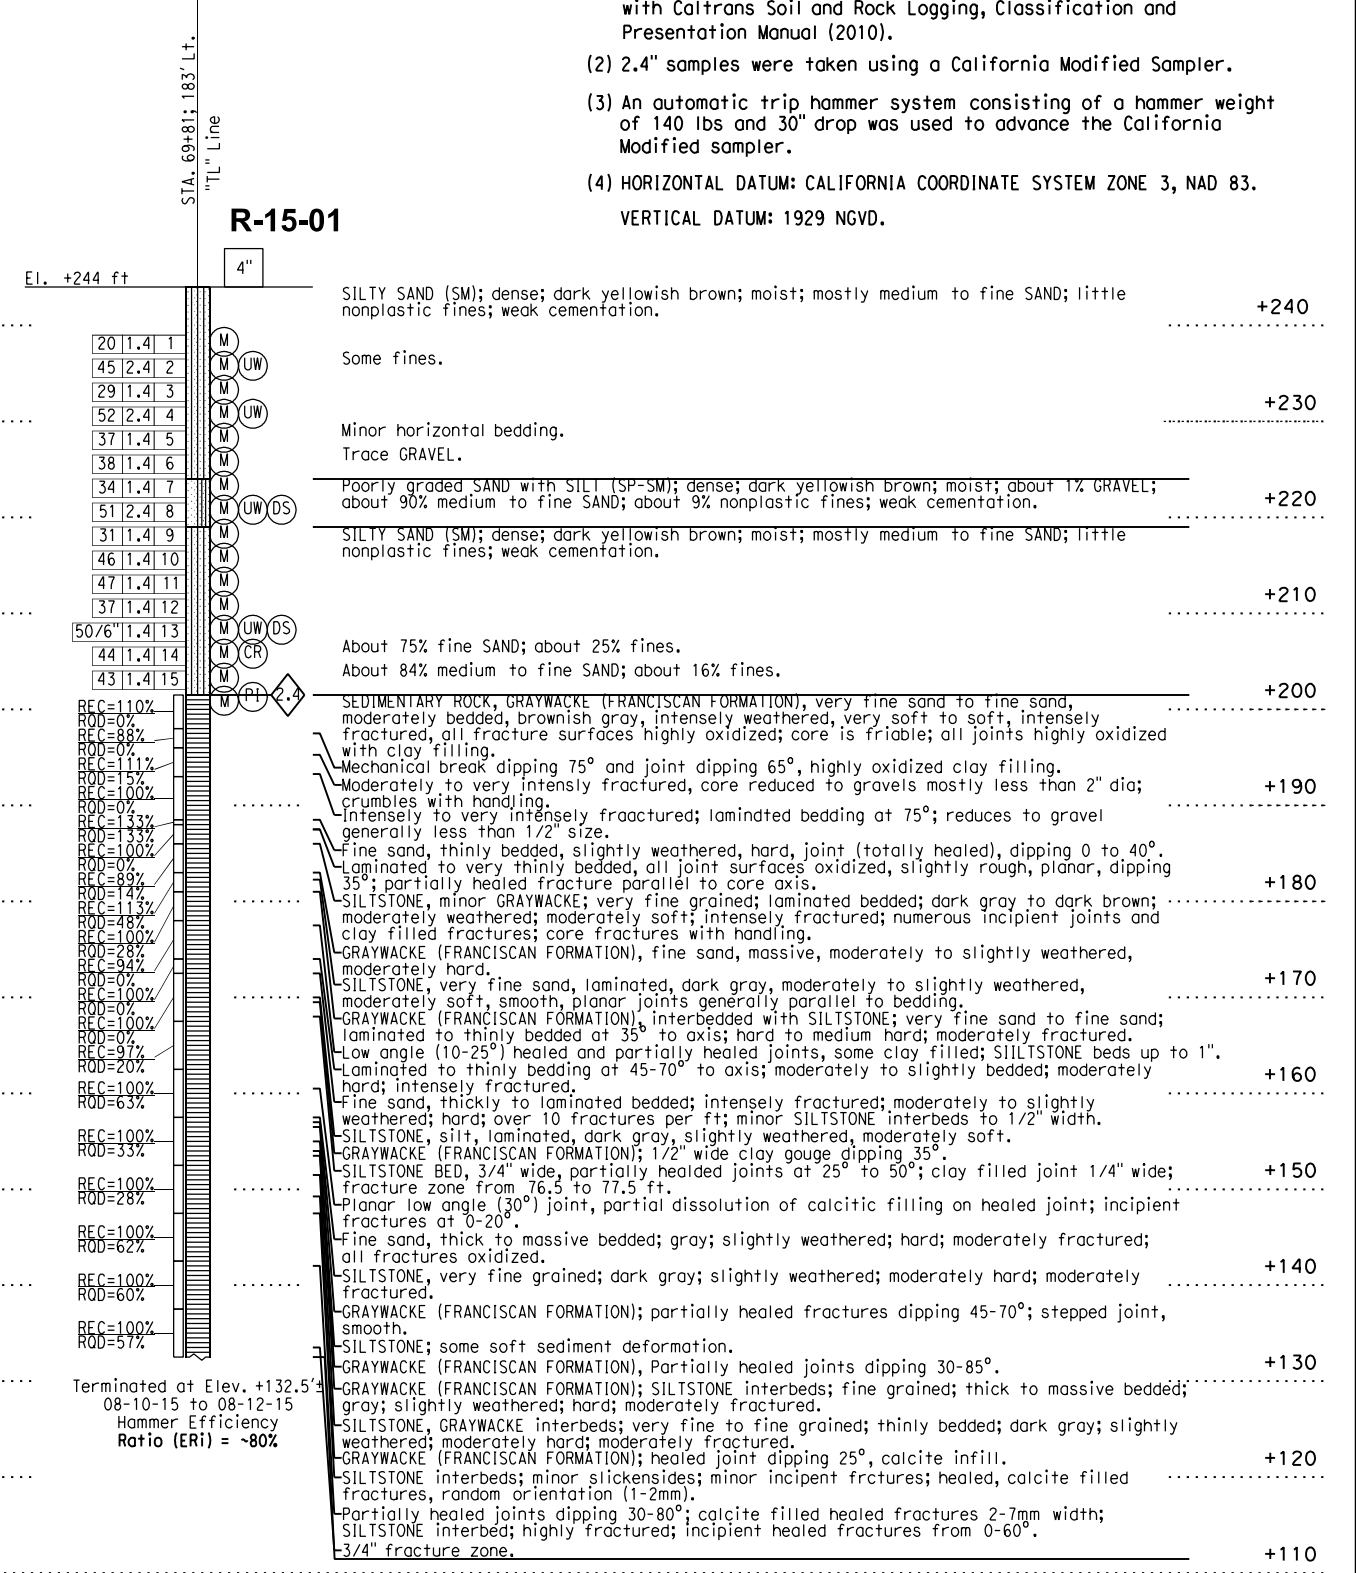 with Caltrans Soil and Rock Logging, Classification and
Presentation Manual (2010).
(2) 2.4" samples were taken using a California Modified Sampler.
(3) An automatic trip hammer system consisting of a hammer weight
of 140 lbs and 30" drop was used to advance the California
Modified sampler.
(4) HORIZONTAL DATUM: CALIFORNIA COORDINATE SYSTEM ZONE 3, NAD 83.
VERTICAL DATUM: 1929 NGVD.
STA. 69+81; 183' Lt.
"TL" Line
R-15-01
4"
El. +244 ft
20 1.4 1 M
45 2.4 2 M UW
29 1.4 3 M
52 2.4 4 M UW
37 1.4 5 M
38 1.4 6 M
34 1.4 7 M
51 2.4 8 M UW DS
31 1.4 9 M
46 1.4 10 M
47 1.4 11 M
37 1.4 12 M
50/6" 1.4 13 M UW DS
44 1.4 14 M CR
43 1.4 15 M
M PI 2.4
REC=110%
RQD=0%
REC=88%
RQD=0%
REC=111%
RQD=15%
REC=100%
RQD=0%
REC=133%
RQD=133%
REC=100%
RQD=0%
REC=89%
RQD=14%
REC=113%
RQD=48%
REC=100%
RQD=28%
REC=94%
RQD=0%
REC=100%
RQD=0%
REC=100%
RQD=0%
REC=97%
RQD=20%
REC=100%
RQD=63%
REC=100%
RQD=33%
REC=100%
RQD=28%
REC=100%
RQD=62%
REC=100%
RQD=60%
REC=100%
RQD=57%
Terminated at Elev. +132.5'±
08-10-15 to 08-12-15
Hammer Efficiency
Ratio (ERi) = ~80%
SILTY SAND (SM); dense; dark yellowish brown; moist; mostly medium to fine SAND; little
nonplastic fines; weak cementation.
Some fines.
Minor horizontal bedding.
Trace GRAVEL.
Poorly graded SAND with SILT (SP-SM); dense; dark yellowish brown; moist; about 1% GRAVEL;
about 90% medium to fine SAND; about 9% nonplastic fines; weak cementation.
SILTY SAND (SM); dense; dark yellowish brown; moist; mostly medium to fine SAND; little
nonplastic fines; weak cementation.
About 75% fine SAND; about 25% fines.
About 84% medium to fine SAND; about 16% fines.
SEDIMENTARY ROCK, GRAYWACKE (FRANCISCAN FORMATION), very fine sand to fine sand,
moderately bedded, brownish gray, intensely weathered, very soft to soft, intensely
fractured, all fracture surfaces highly oxidized; core is friable; all joints highly oxidized
with clay filling.
Mechanical break dipping 75° and joint dipping 65°, highly oxidized clay filling.
Moderately to very intensly fractured, core reduced to gravels mostly less than 2" dia;
crumbles with handling.
Intensely to very intensely fraactured; laminated bedding at 75°; reduces to gravel
generally less than 1/2" size.
Fine sand, thinly bedded, slightly weathered, hard, joint (totally healed), dipping 0 to 40°.
Laminated to very thinly bedded, all joint surfaces oxidized, slightly rough, planar, dipping
35°; partially healed fracture parallel to core axis.
SILTSTONE, minor GRAYWACKE; very fine grained; laminated bedded; dark gray to dark brown;
moderately weathered; moderately soft; intensely fractured; numerous incipient joints and
clay filled fractures; core fractures with handling.
GRAYWACKE (FRANCISCAN FORMATION), fine sand, massive, moderately to slightly weathered,
moderately hard.
SILTSTONE, very fine sand, laminated, dark gray, moderately to slightly weathered,
moderately soft, smooth, planar joints generally parallel to bedding.
GRAYWACKE (FRANCISCAN FORMATION), interbedded with SILTSTONE; very fine sand to fine sand;
laminated to thinly bedded at 35° to axis; hard to medium hard; moderately fractured.
Low angle (10-25°) healed and partially healed joints, some clay filled; SIILTSTONE beds up to 1".
Laminated to thinly bedding at 45-70° to axis; moderately to slightly bedded; moderately
hard; intensely fractured.
Fine sand, thickly to laminated bedded; intensely fractured; moderately to slightly
weathered; hard; over 10 fractures per ft; minor SILTSTONE interbeds to 1/2" width.
SILTSTONE, silt, laminated, dark gray, slightly weathered, moderately soft.
GRAYWACKE (FRANCISCAN FORMATION); 1/2" wide clay gouge dipping 35°.
SILTSTONE BED, 3/4" wide, partially healded joints at 25° to 50°; clay filled joint 1/4" wide;
fracture zone from 76.5 to 77.5 ft.
Planar low angle (30°) joint, partial dissolution of calcitic filling on healed joint; incipient
fractures at 0-20°.
Fine sand, thick to massive bedded; gray; slightly weathered; hard; moderately fractured;
all fractures oxidized.
SILTSTONE, very fine grained; dark gray; slightly weathered; moderately hard; moderately
fractured.
GRAYWACKE (FRANCISCAN FORMATION); partially healed fractures dipping 45-70°; stepped joint,
smooth.
SILTSTONE; some soft sediment deformation.
GRAYWACKE (FRANCISCAN FORMATION), Partially healed joints dipping 30-85°.
GRAYWACKE (FRANCISCAN FORMATION); SILTSTONE interbeds; fine grained; thick to massive bedded;
gray; slightly weathered; hard; moderately fractured.
SILTSTONE, GRAYWACKE interbeds; very fine to fine grained; thinly bedded; dark gray; slightly
weathered; moderately hard; moderately fractured.
GRAYWACKE (FRANCISCAN FORMATION); healed joint dipping 25°, calcite infill.
SILTSTONE interbeds; minor slickensides; minor incipent frctures; healed, calcite filled
fractures, random orientation (1-2mm).
Partially healed joints dipping 30-80°; calcite filled healed fractures 2-7mm width;
SILTSTONE interbed; highly fractured; incipient healed fractures from 0-60°.
3/4" fracture zone.
+240
+230
+220
+210
+200
+190
+180
+170
+160
+150
+140
+130
+120
+110